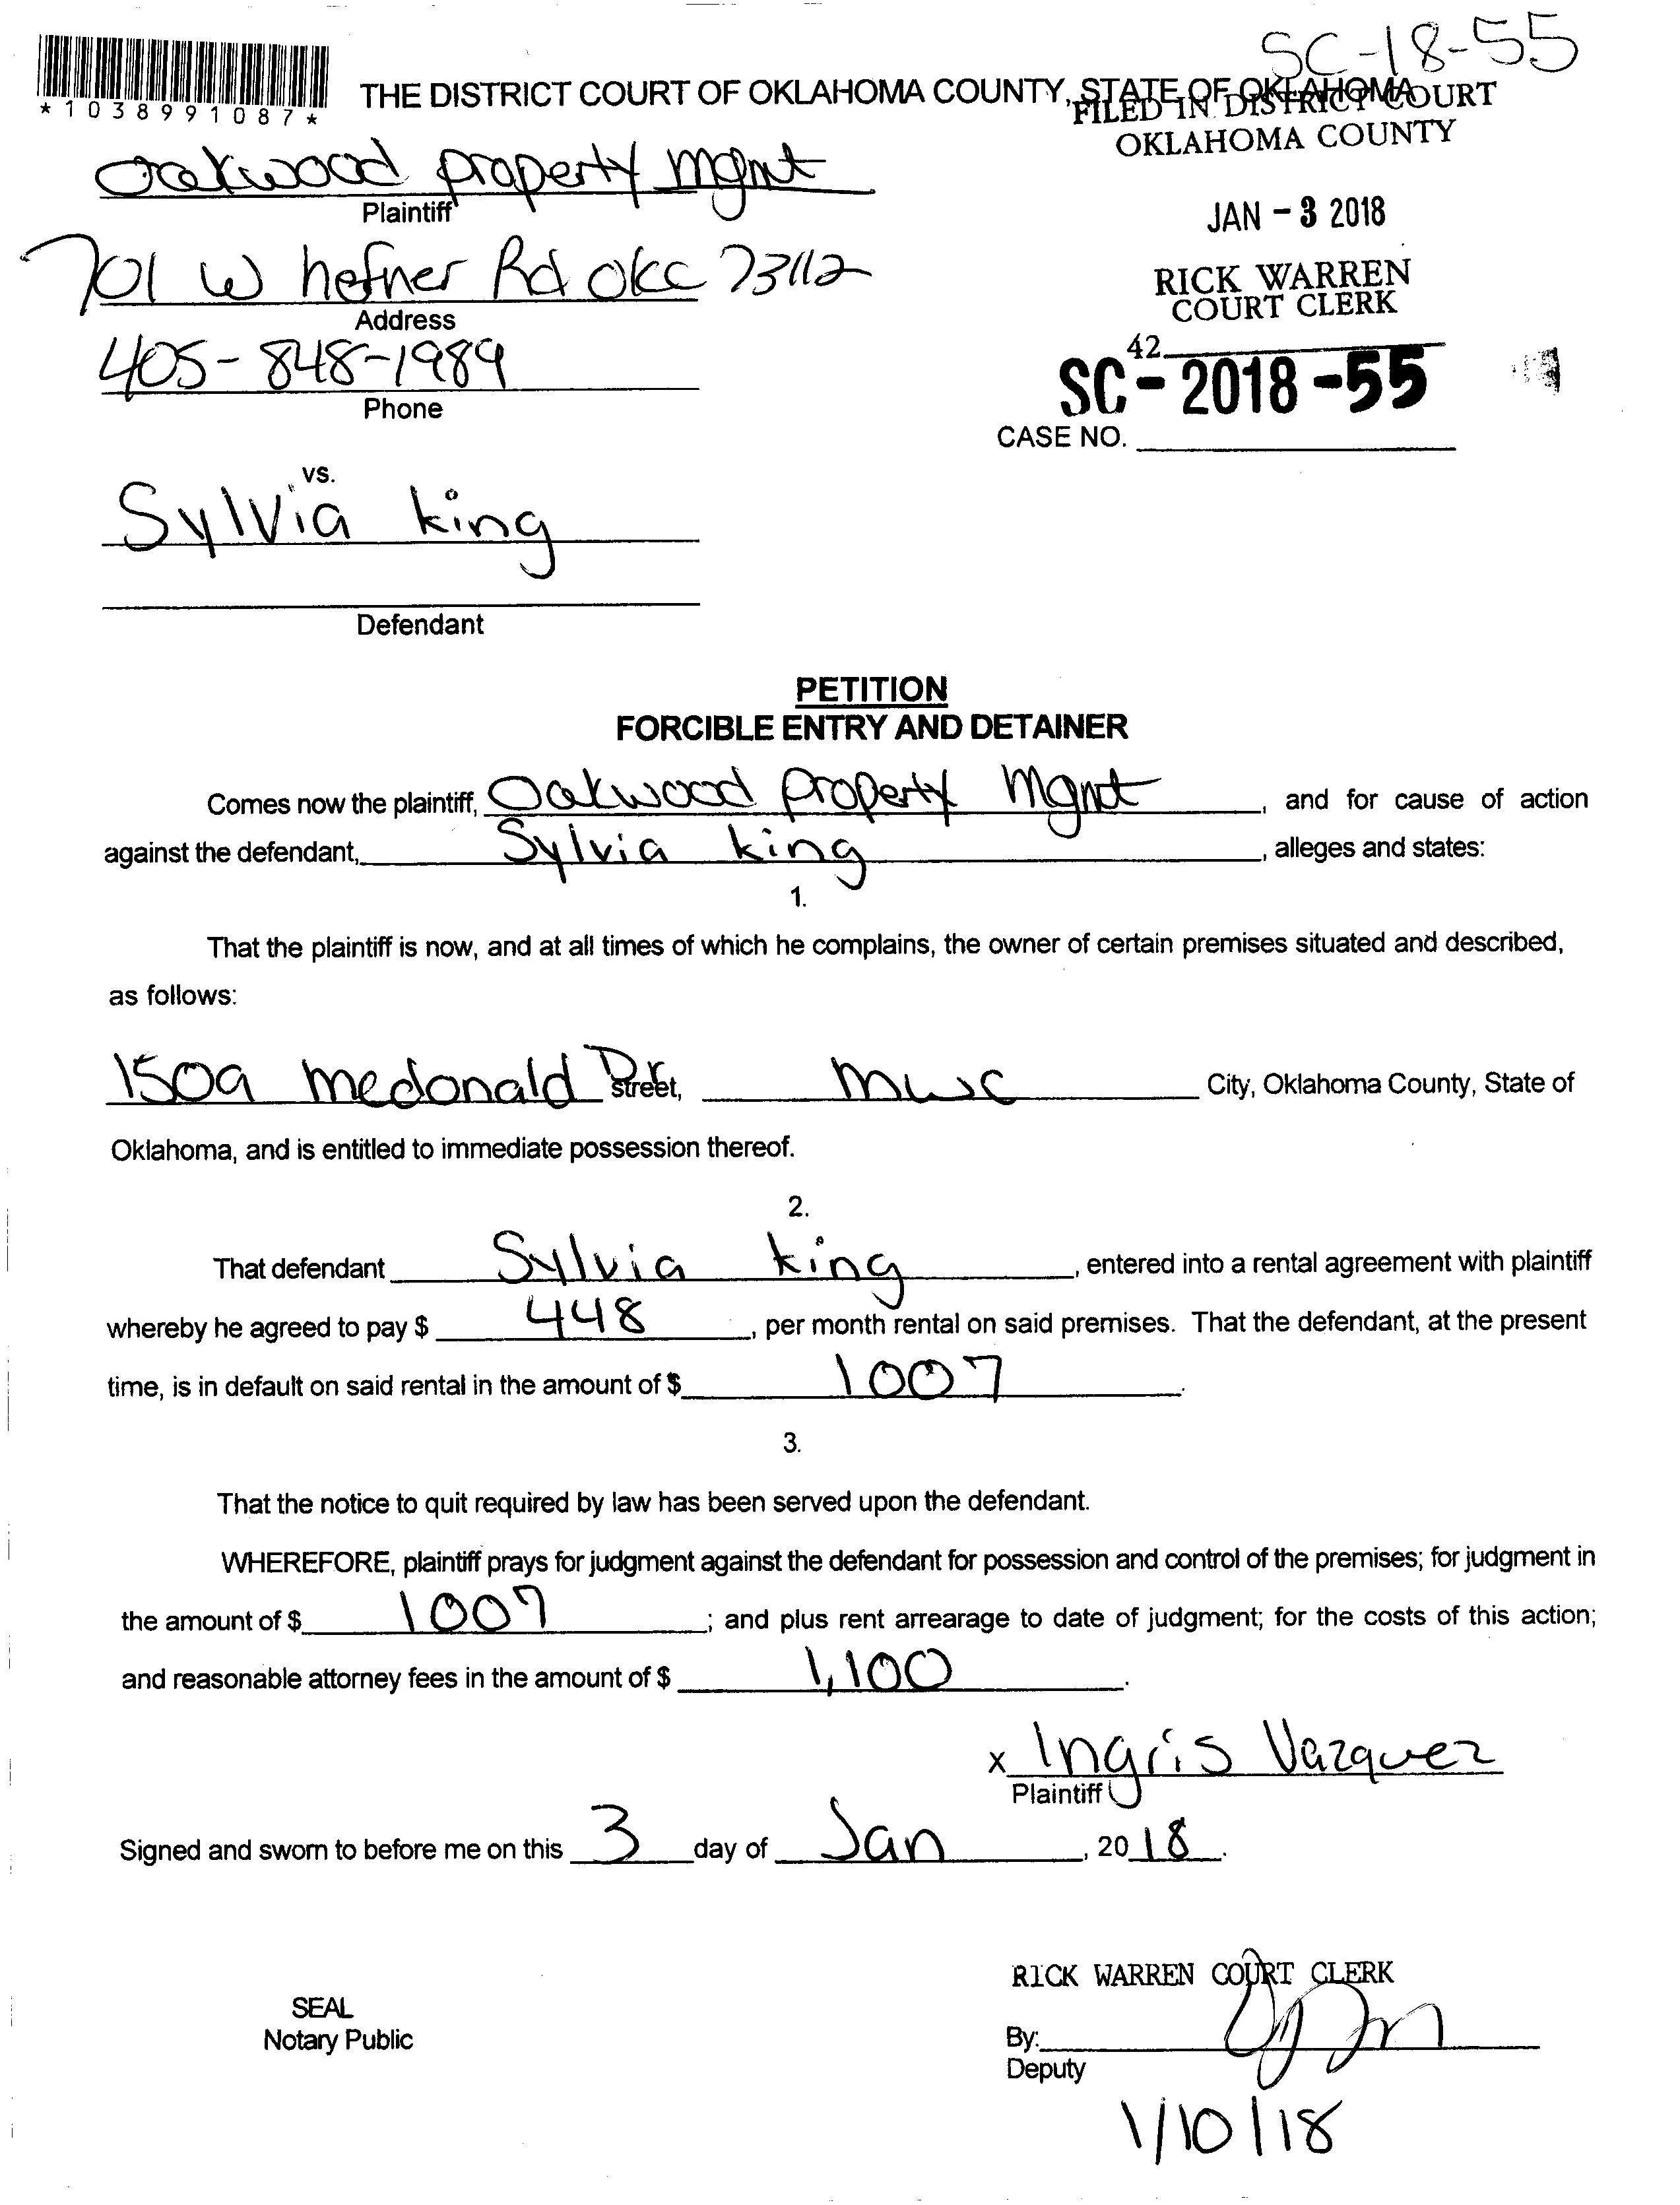 SC-18-55
*1038991087*
THE DISTRICT COURT OF OKLAHOMA COUNTY, STATE OF OKLAHOMA
FILED IN DISTRICT COURT
OKLAHOMA COUNTY
Oakwood property mgmt
Plaintiff
JAN - 3 2018
701 W hefner Rd okc 73112
Address
RICK WARREN
COURT CLERK
405-848-1989
Phone
42
SC-2018-55
CASE NO.
vs.
Sylvia king
Defendant
PETITION
FORCIBLE ENTRY AND DETAINER
Comes now the plaintiff, Oakwood property Mgmt, and for cause of action
against the defendant, Sylvia king, alleges and states:
1.
That the plaintiff is now, and at all times of which he complains, the owner of certain premises situated and described,
as follows:
1509 mcdonald Dr Street, mwc City, Oklahoma County, State of
Oklahoma, and is entitled to immediate possession thereof.
2.
That defendant Sylvia king, entered into a rental agreement with plaintiff
whereby he agreed to pay $ 448, per month rental on said premises. That the defendant, at the present
time, is in default on said rental in the amount of $ 1007.
3.
That the notice to quit required by law has been served upon the defendant.
WHEREFORE, plaintiff prays for judgment against the defendant for possession and control of the premises; for judgment in
the amount of $ 1007; and plus rent arrearage to date of judgment; for the costs of this action;
and reasonable attorney fees in the amount of $ 1,100.
x Ingris Vazquez
Plaintiff
Signed and sworn to before me on this 3 day of Jan, 2018.
RICK WARREN COURT CLERK
SEAL
Notary Public
By:
Deputy
1/10/18